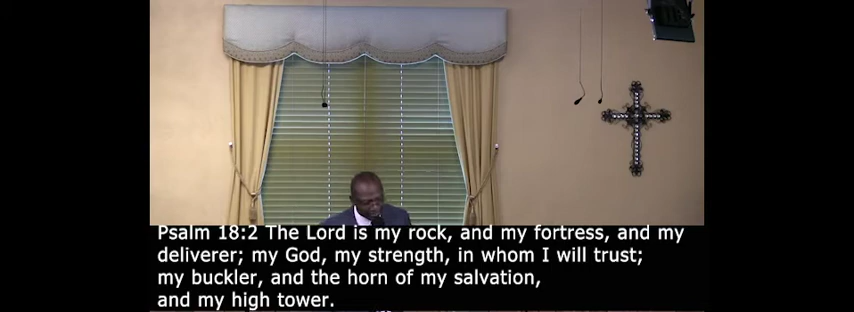 Psalm 18:2 The Lord is my rock, and my fortress, and my
deliverer; my God, my strength, in whom I will trust;
my buckler, and the horn of my salvation,
and my high tower.